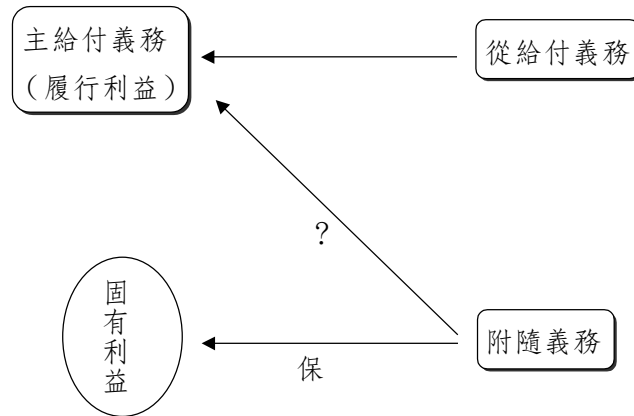 主給付義務
（履行利益）
從給付義務
？
固有利益
附隨義務
保